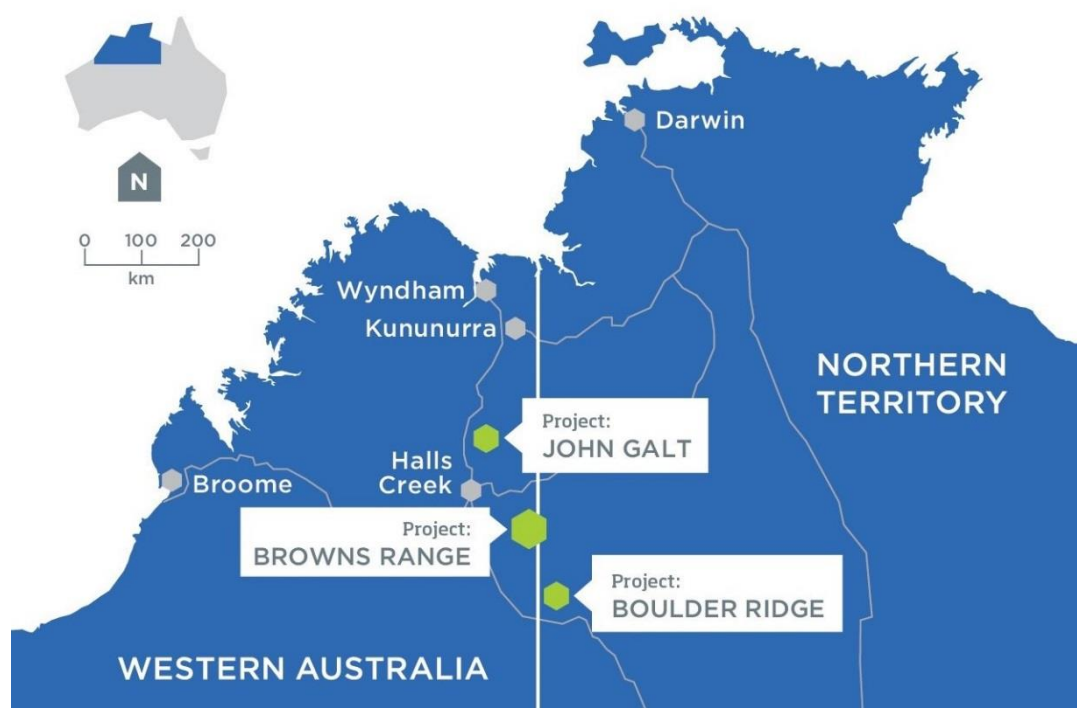 N
0 100 200
km
Darwin
Wyndham
Kununurra
NORTHERN
TERRITORY
Project:
JOHN GALT
Halls
Creek
Broome
Project:
BROWNS RANGE
Project:
BOULDER RIDGE
WESTERN AUSTRALIA